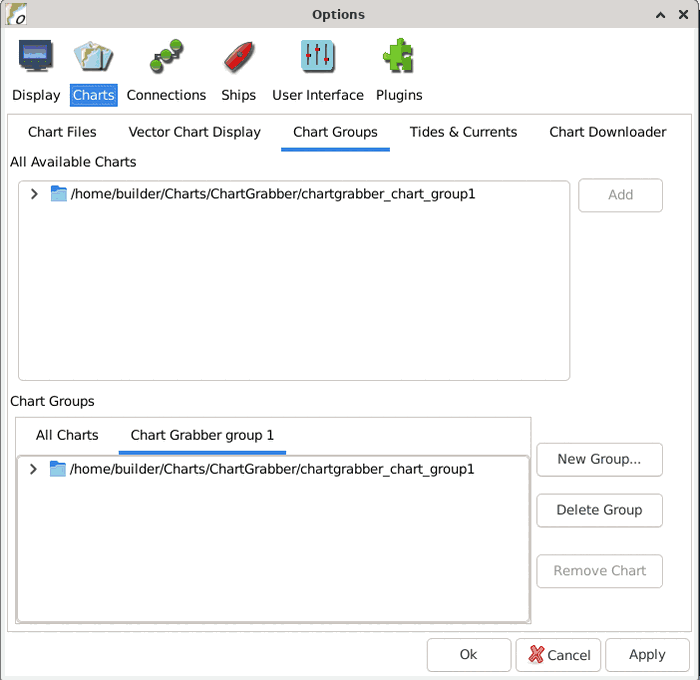 Options
Display Charts Connections Ships User Interface Plugins
Chart Files Vector Chart Display Chart Groups Tides & Currents Chart Downloader
All Available Charts
/home/builder/Charts/ChartGrabber/chartgrabber_chart_group1
Add
Chart Groups
All Charts Chart Grabber group 1
/home/builder/Charts/ChartGrabber/chartgrabber_chart_group1
New Group...
Delete Group
Remove Chart
Ok Cancel Apply